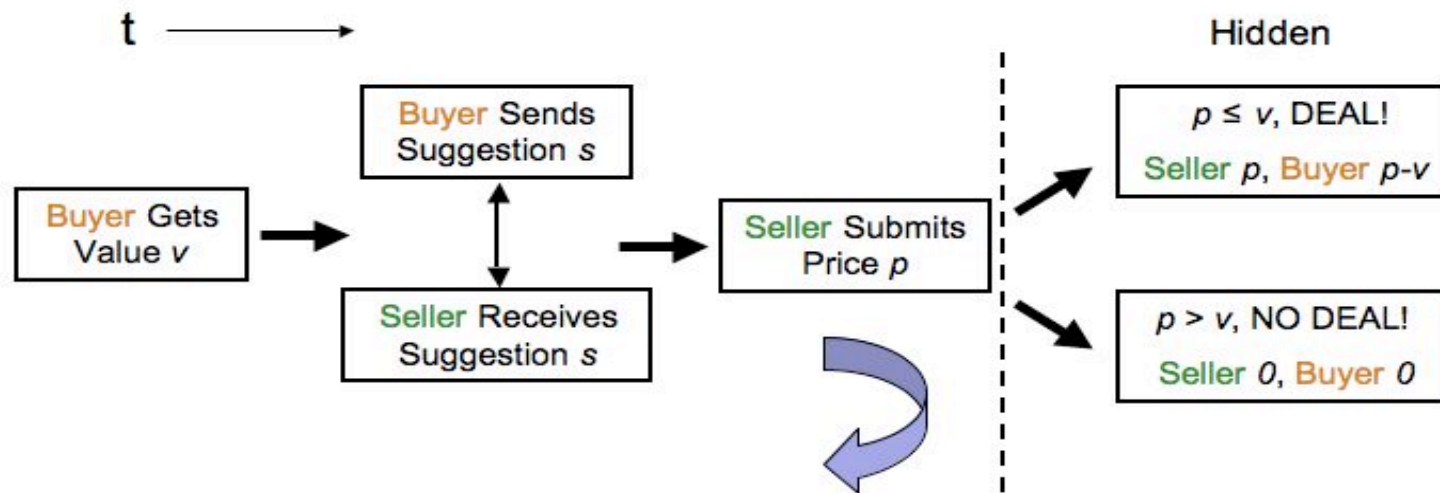 t
Hidden
Buyer Gets
Value v
Buyer Sends
Suggestion s
Seller Receives
Suggestion s
Seller Submits
Price p
p ≤ v, DEAL!
Seller p, Buyer p-v
p > v, NO DEAL!
Seller 0, Buyer 0